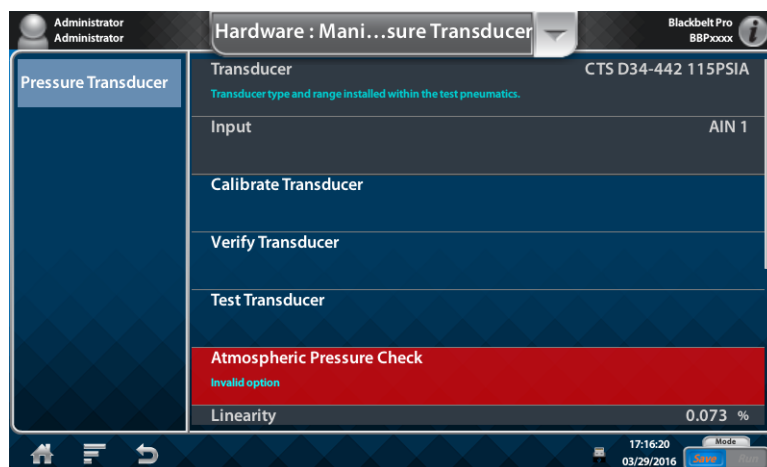 Administrator
Administrator
Hardware : Mani...sure Transducer
Blackbelt Pro
BBPxxxx
i
Pressure Transducer
Transducer
CTS D34-442 115PSIA
Transducer type and range installed within the test pneumatics.
Input
AIN 1
Calibrate Transducer
Verify Transducer
Test Transducer
Atmospheric Pressure Check
Invalid option
Linearity
0.073 %
17:16:20
03/29/2016
Mode
Save
Run